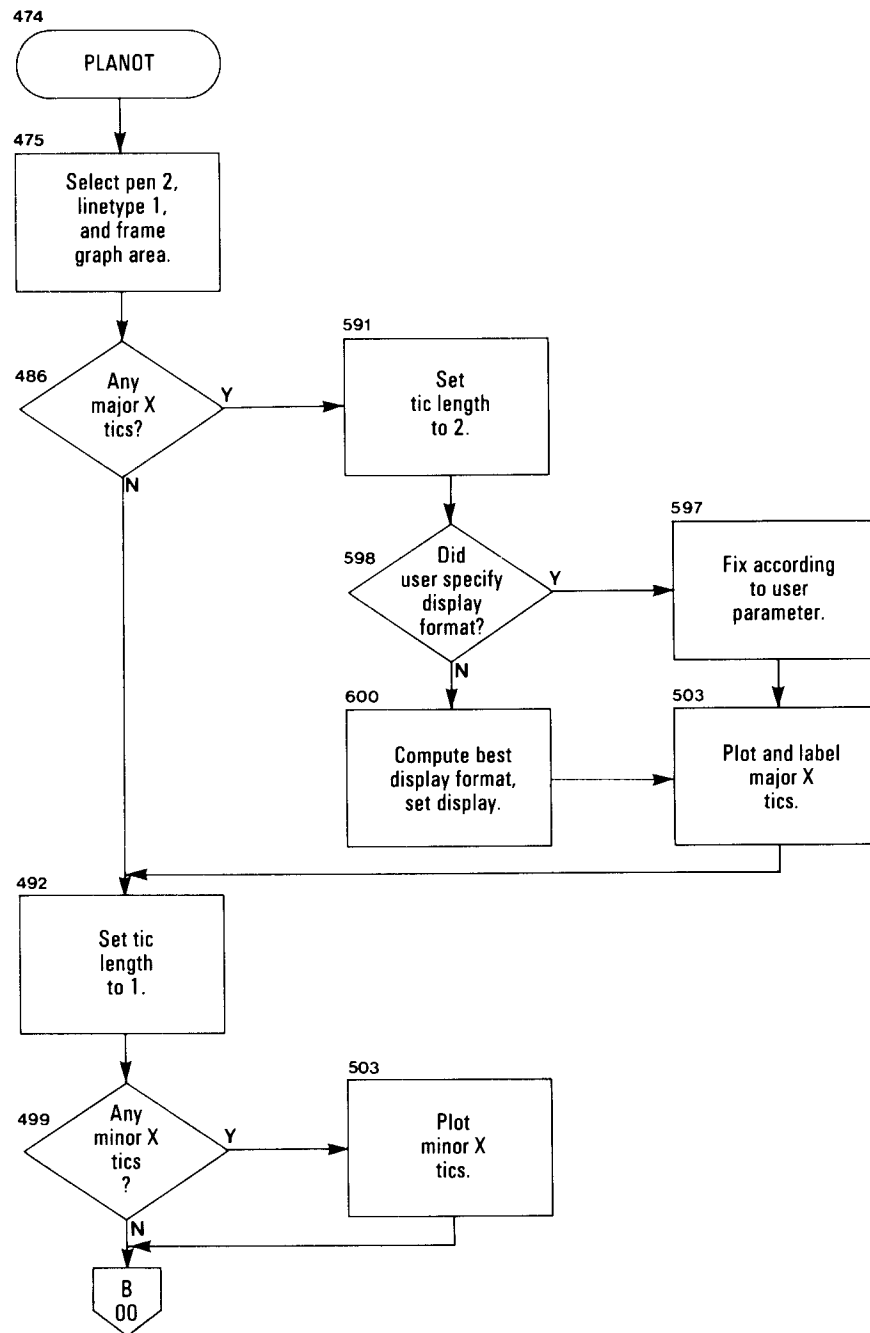 474
PLANOT
475
Select pen 2,
linetype 1,
and frame
graph area.
486
Any
major X
tics?
Y
N
591
Set
tic length
to 2.
598
Did
user specify
display
format?
Y
N
597
Fix according
to user
parameter.
600
Compute best
display format,
set display.
503
Plot and label
major X
tics.
492
Set tic
length
to 1.
499
Any
minor X
tics
?
Y
N
503
Plot
minor X
tics.
B
00